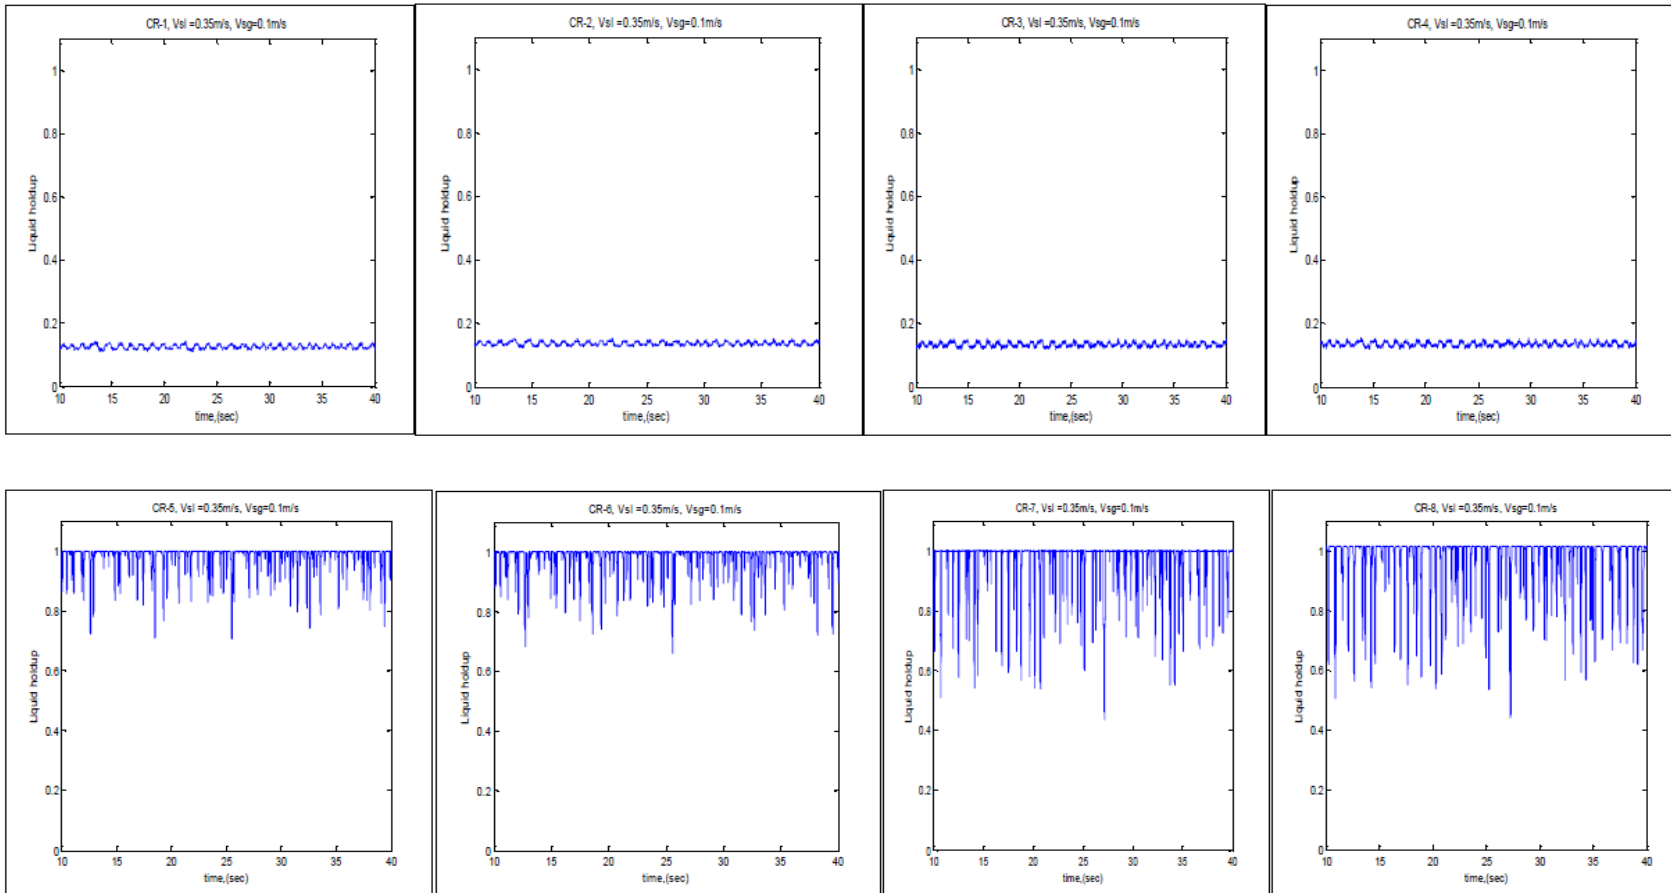 CR-1, Vsl =0.35m/s, Vsg=0.1m/s
1
0.8
0.6
0.4
0.2
0
Liquid holdup
10 15 20 25 30 35 40
time,(sec)
CR-2, Vsl =0.35m/s, Vsg=0.1m/s
1
0.8
0.6
0.4
0.2
0
Liquid holdup
10 15 20 25 30 35 40
time,(sec)
CR-3, Vsl =0.35m/s, Vsg=0.1m/s
1
0.8
0.6
0.4
0.2
0
Liquid holdup
10 15 20 25 30 35 40
time,(sec)
CR-4, Vsl =0.35m/s, Vsg=0.1m/s
1
0.8
0.6
0.4
0.2
0
Liquid holdup
10 15 20 25 30 35 40
time,(sec)
CR-5, Vsl =0.35m/s, Vsg=0.1m/s
1
0.8
0.6
0.4
0.2
0
Liquid holdup
10 15 20 25 30 35 40
time,(sec)
CR-6, Vsl =0.35m/s, Vsg=0.1m/s
1
0.8
0.6
0.4
0.2
0
Liquid holdup
10 15 20 25 30 35 40
time,(sec)
CR-7, Vsl =0.35m/s, Vsg=0.1m/s
1
0.8
0.6
0.4
0.2
0
Liquid holdup
10 15 20 25 30 35 40
time,(sec)
CR-8, Vsl =0.35m/s, Vsg=0.1m/s
1
0.8
0.6
0.4
0.2
0
Liquid holdup
10 15 20 25 30 35 40
time,(sec)